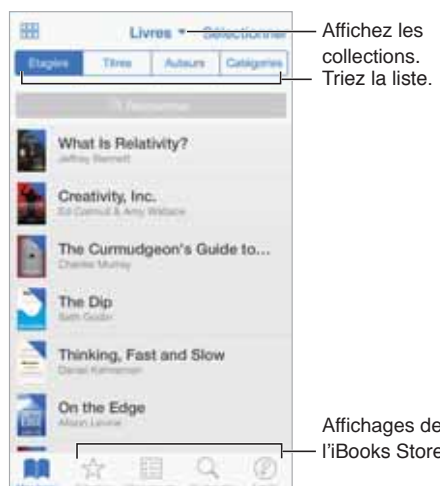 Livres
Sélectionner
Étagère Titres Auteurs Catégories
Affichez les
collections.
Triez la liste.
What Is Relativity?
Jeffrey Bennett
Creativity, Inc.
Ed Catmull & Amy Wallace
The Curmudgeon's Guide to...
Charles Murray
The Dip
Seth Godin
Thinking, Fast and Slow
Daniel Kahneman
On the Edge
Alison Levine
Affichages de
l'iBooks Store